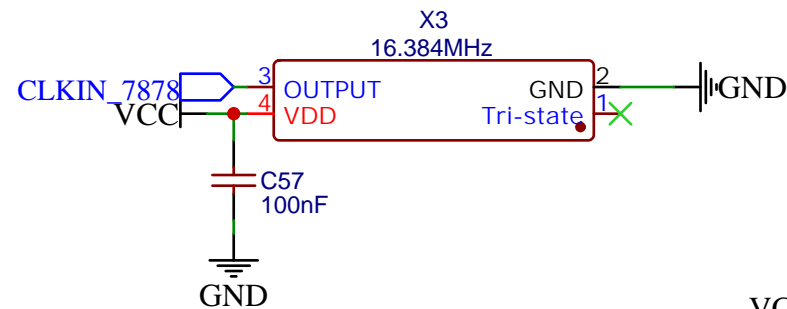 X3
16.384MHz
CLKIN_7878
3
OUTPUT
GND
2
GND
VCC
4
VDD
Tri-state
1
C57
100nF
GND